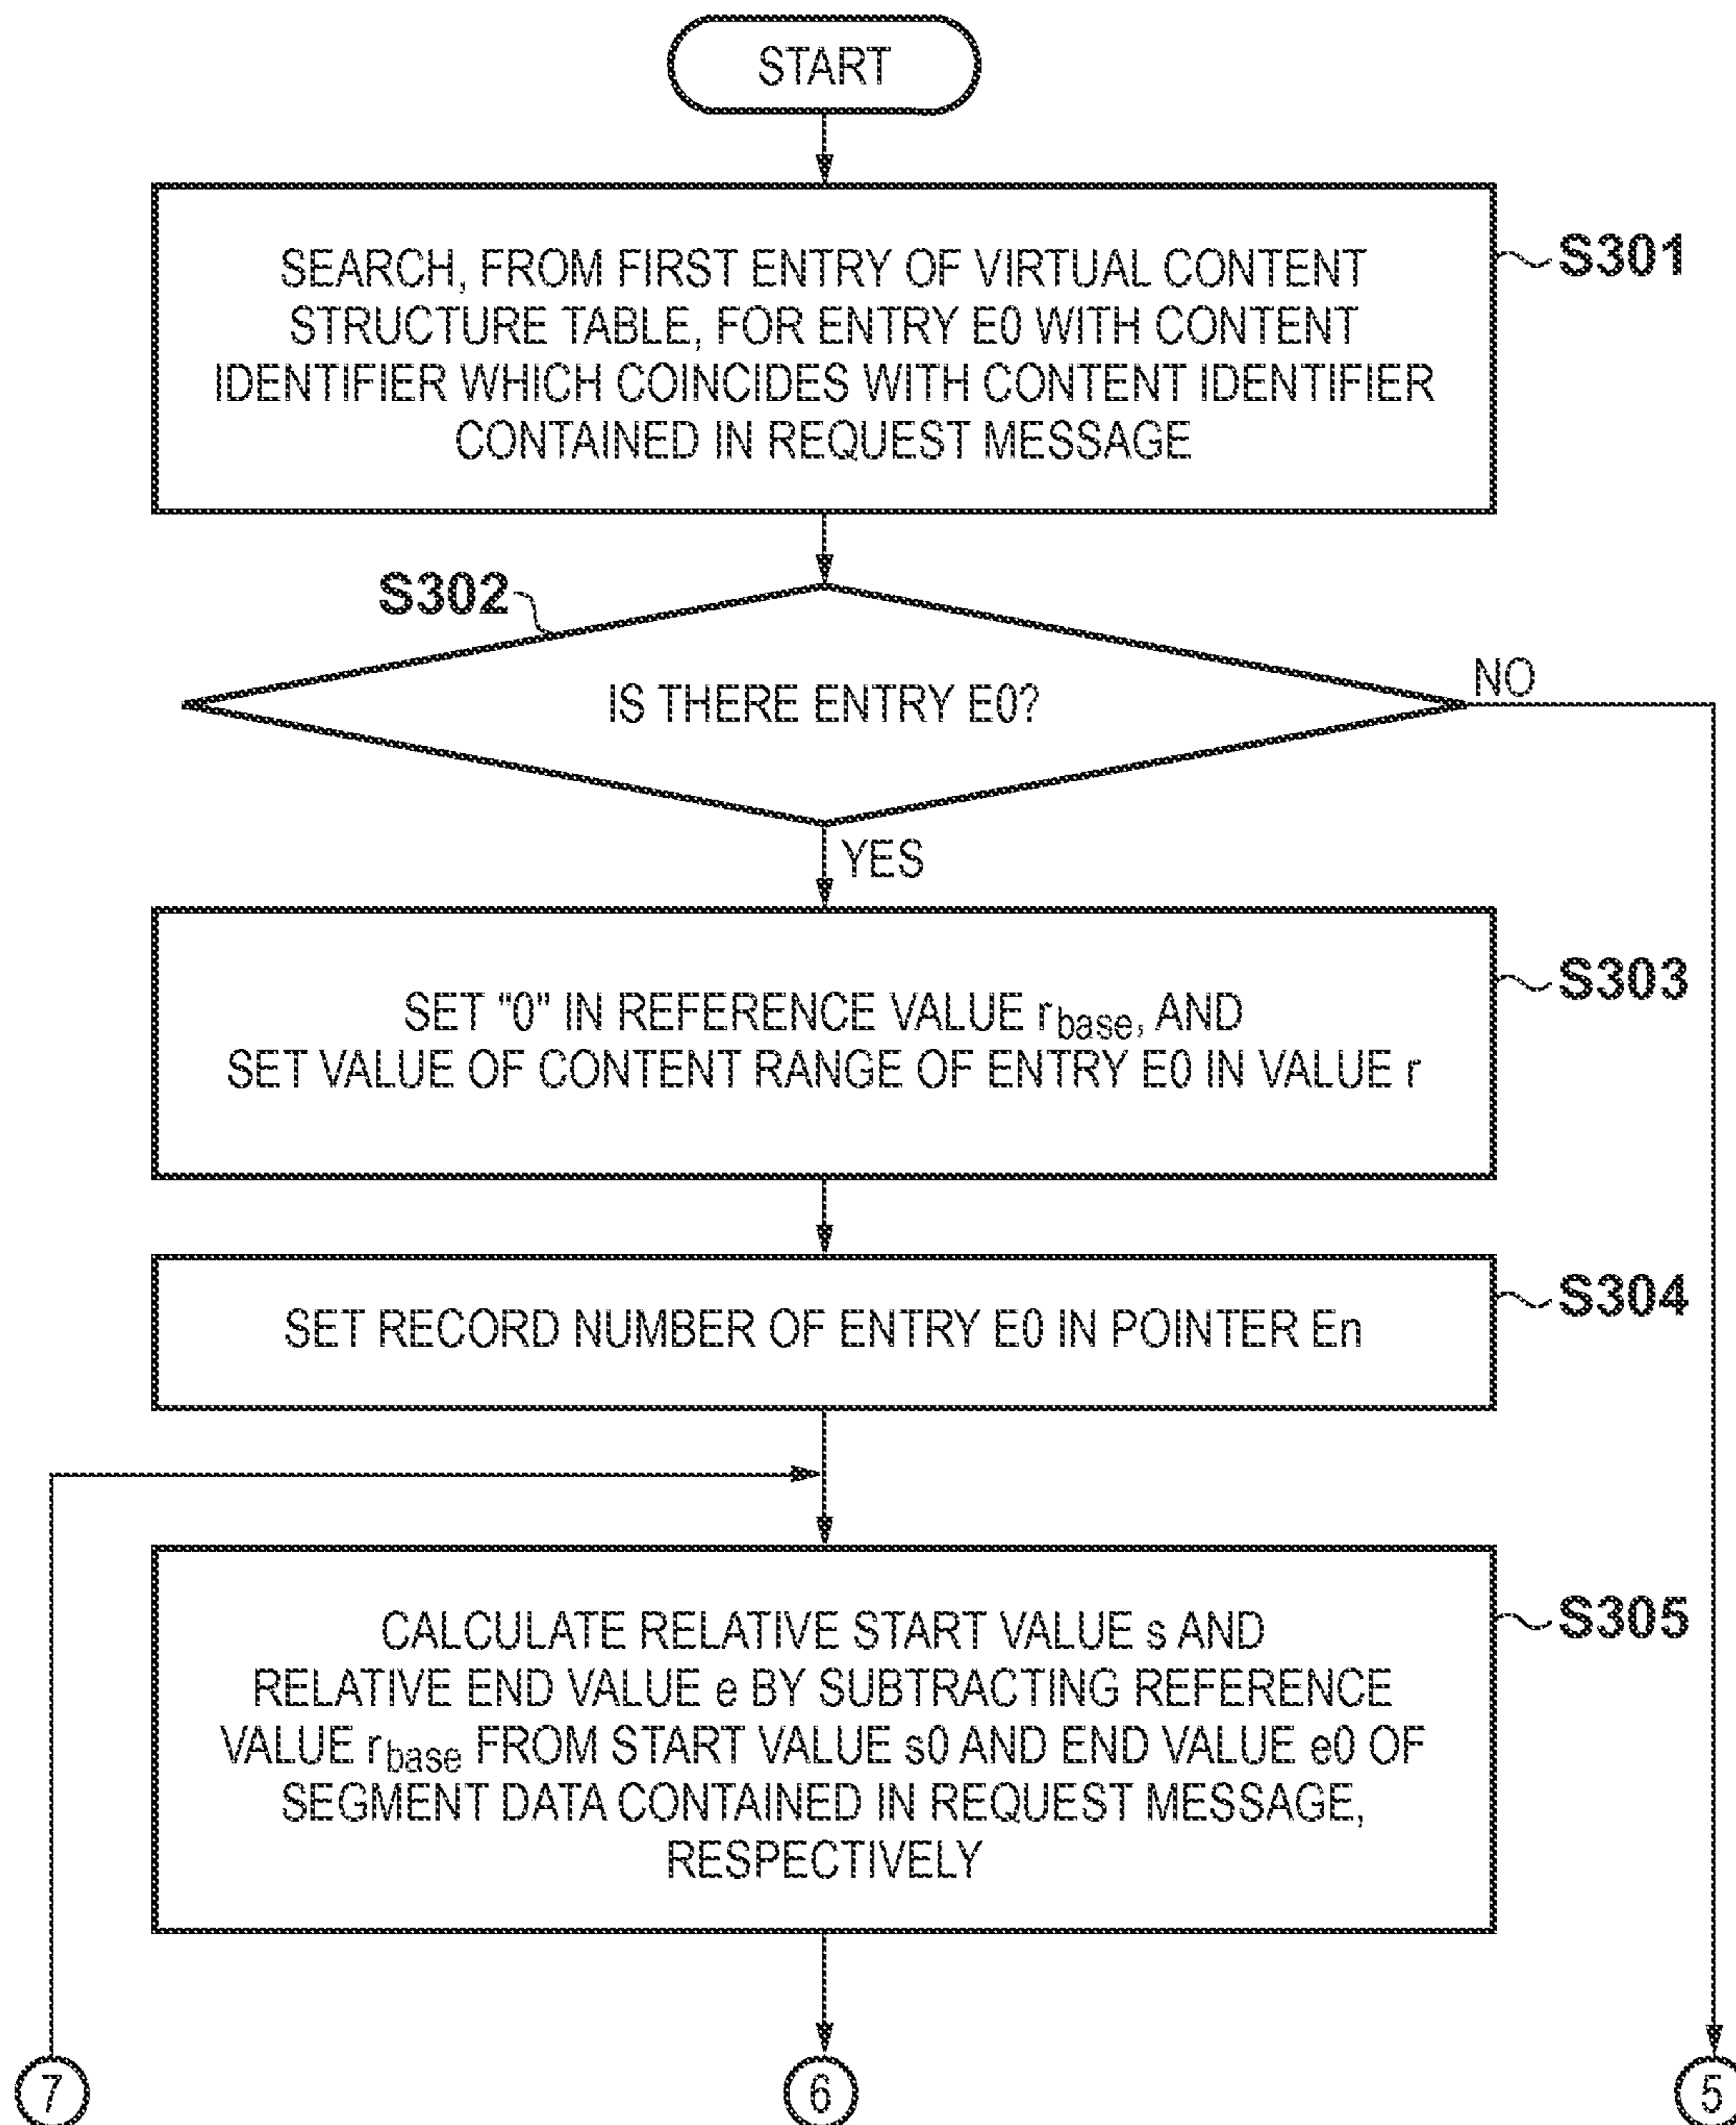 START
SEARCH, FROM FIRST ENTRY OF VIRTUAL CONTENT
STRUCTURE TABLE, FOR ENTRY E0 WITH CONTENT
IDENTIFIER WHICH COINCIDES WITH CONTENT IDENTIFIER
CONTAINED IN REQUEST MESSAGE
S301
S302
IS THERE ENTRY E0?
NO
YES
SET "0" IN REFERENCE VALUE rbase, AND
SET VALUE OF CONTENT RANGE OF ENTRY E0 IN VALUE r
S303
SET RECORD NUMBER OF ENTRY E0 IN POINTER En
S304
CALCULATE RELATIVE START VALUE s AND
RELATIVE END VALUE e BY SUBTRACTING REFERENCE
VALUE rbase FROM START VALUE s0 AND END VALUE e0 OF
SEGMENT DATA CONTAINED IN REQUEST MESSAGE,
RESPECTIVELY
S305
7
6
5